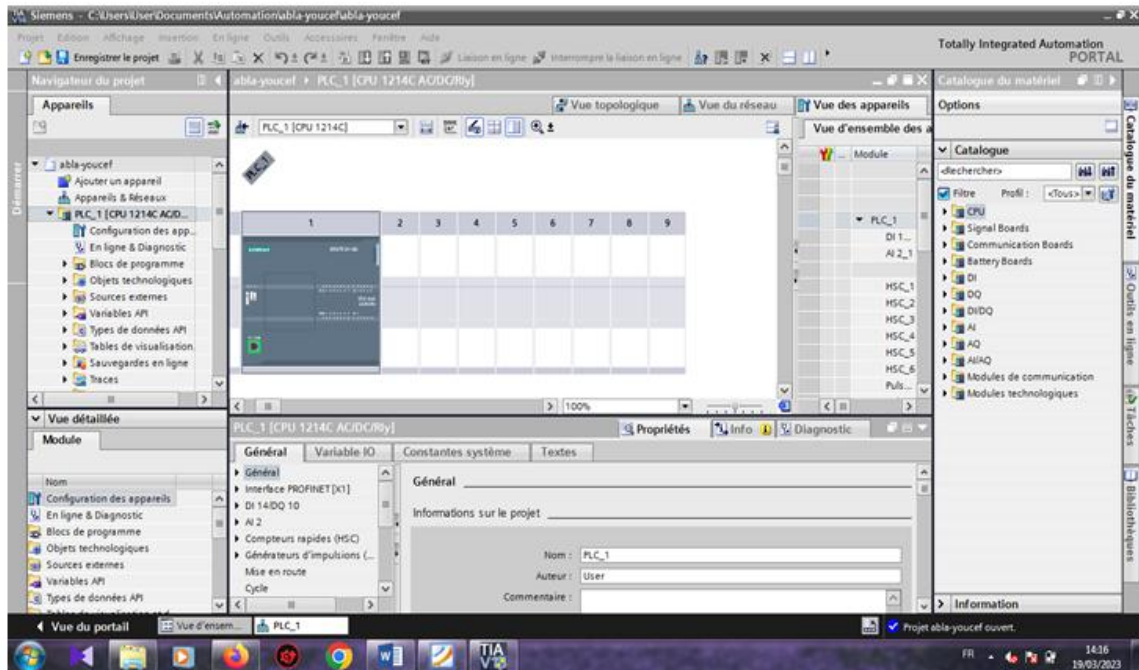 Siemens - C:\Users\User\Documents\Automation\abla-youcef\abla-youcef
Projet Edition Affichage Insertion En ligne Outils Accessoires Fenêtre Aide
Totally Integrated Automation
PORTAL
Enregistrer le projet
Liaison en ligne
Interrompre la liaison en ligne
Navigateur du projet
abla-youcef ▸ PLC_1 [CPU 1214C AC/DC/Rly]
Catalogue du matériel
Appareils
Vue topologique
Vue du réseau
Vue des appareils
Options
PLC_1 [CPU 1214C]
Vue d'ensemble des a
Démarrer
abla-youcef
Ajouter un appareil
Appareils & Réseaux
PLC_1 [CPU 1214C AC/D...
Configuration des app...
En ligne & Diagnostic
Blocs de programme
Objets technologiques
Sources externes
Variables API
Types de données API
Tables de visualisation
Sauvegardes en ligne
Traces
PLC_1
1 2 3 4 5 6 7 8 9
100%
... Module
PLC_1
DI 1...
AI 2_1
HSC_1
HSC_2
HSC_3
HSC_4
HSC_5
HSC_6
Puls...
Catalogue
<Rechercher>
Filtre
Profil :
<Tous>
CPU
Signal Boards
Communication Boards
Battery Boards
DI
DQ
DI/DQ
AI
AQ
AI/AQ
Modules de communication
Modules technologiques
Information
Catalogue du matériel
Outils en ligne
Tâches
Bibliothèques
Vue détaillée
Module
Nom
Configuration des appareils
En ligne & Diagnostic
Blocs de programme
Objets technologiques
Sources externes
Variables API
Types de données API
PLC_1 [CPU 1214C AC/DC/Rly]
Propriétés
Info
Diagnostic
Général
Variable IO
Constantes système
Textes
Général
Interface PROFINET [X1]
DI 14/DQ 10
AI 2
Compteurs rapides (HSC)
Générateurs d'impulsions (...
Mise en route
Cycle
Général
Informations sur le projet
Nom : PLC_1
Auteur : User
Commentaire :
Vue du portail
Vue d'ensem...
PLC_1
Projet abla-youcef ouvert.
TIA
V13
FR
14:16
19/03/2023